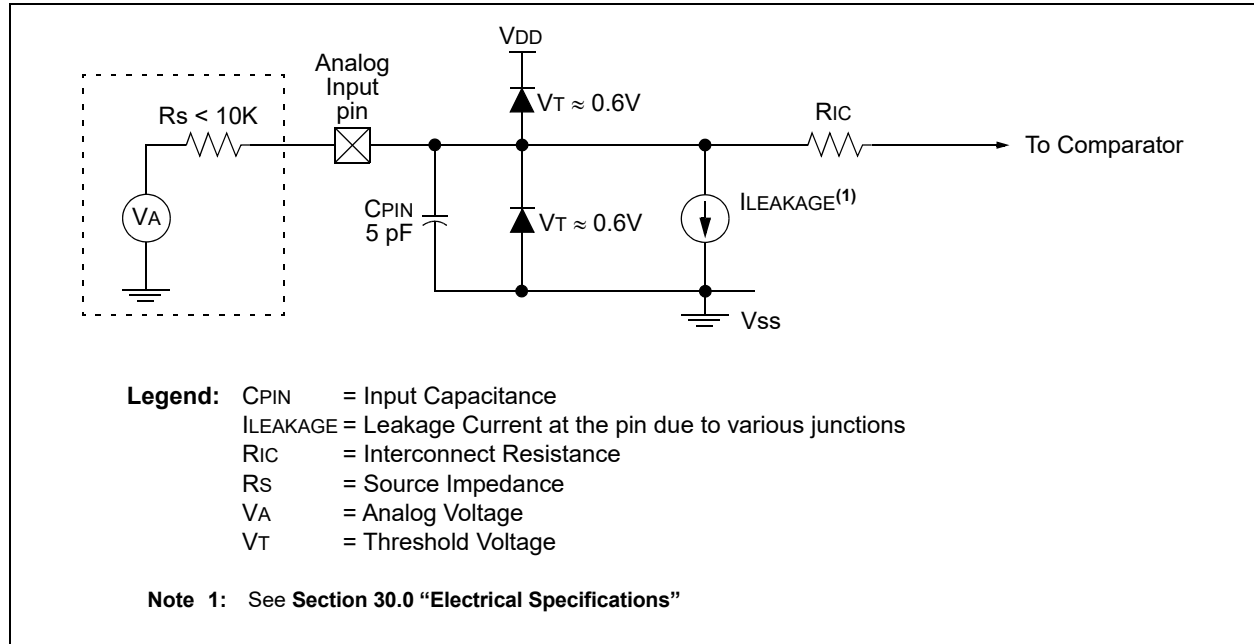 VDD
Analog
Input
pin
VT ≈ 0.6V
Rs < 10K
RIC
To Comparator
VA
CPIN
5 pF
VT ≈ 0.6V
ILEAKAGE(1)
Vss
Legend: CPIN = Input Capacitance
ILEAKAGE = Leakage Current at the pin due to various junctions
RIC = Interconnect Resistance
RS = Source Impedance
VA = Analog Voltage
VT = Threshold Voltage
Note 1: See Section 30.0 “Electrical Specifications”